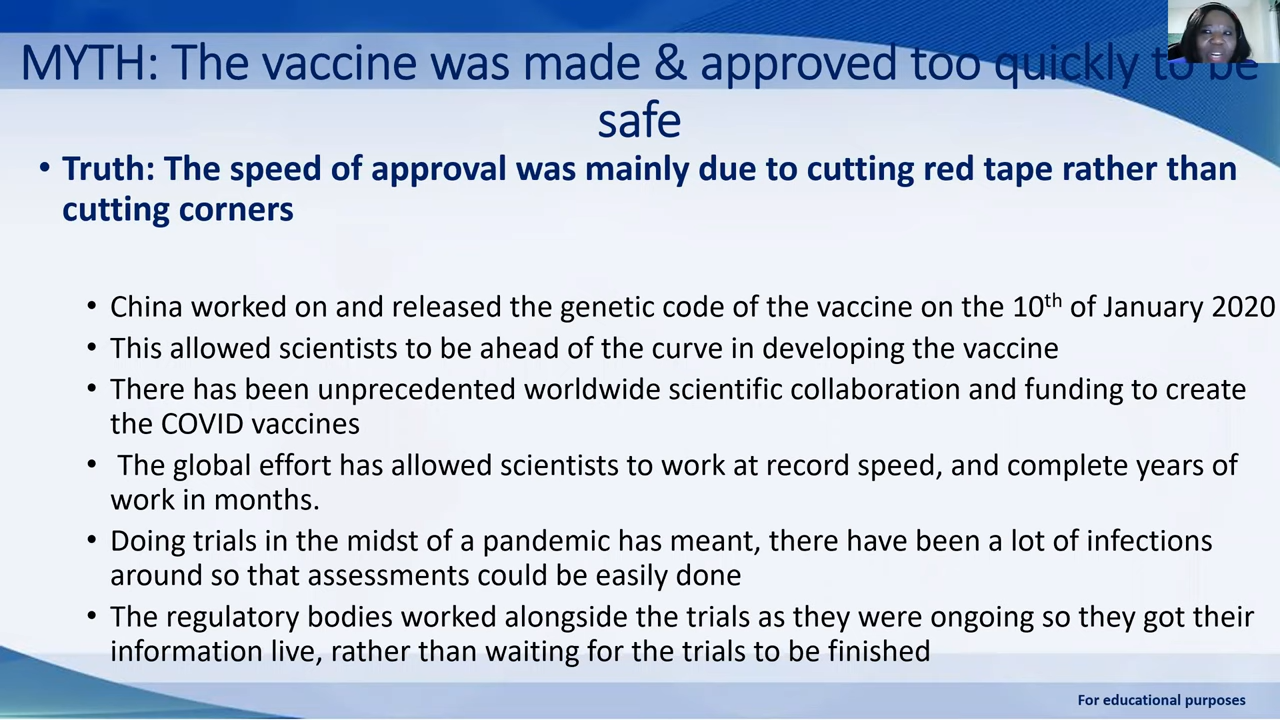 MYTH: The vaccine was made & approved too quickly to be
safe
• Truth: The speed of approval was mainly due to cutting red tape rather than
cutting corners
• China worked on and released the genetic code of the vaccine on the 10th of January 2020
• This allowed scientists to be ahead of the curve in developing the vaccine
• There has been unprecedented worldwide scientific collaboration and funding to create
the COVID vaccines
• The global effort has allowed scientists to work at record speed, and complete years of
work in months.
• Doing trials in the midst of a pandemic has meant, there have been a lot of infections
around so that assessments could be easily done
• The regulatory bodies worked alongside the trials as they were ongoing so they got their
information live, rather than waiting for the trials to be finished
For educational purposes